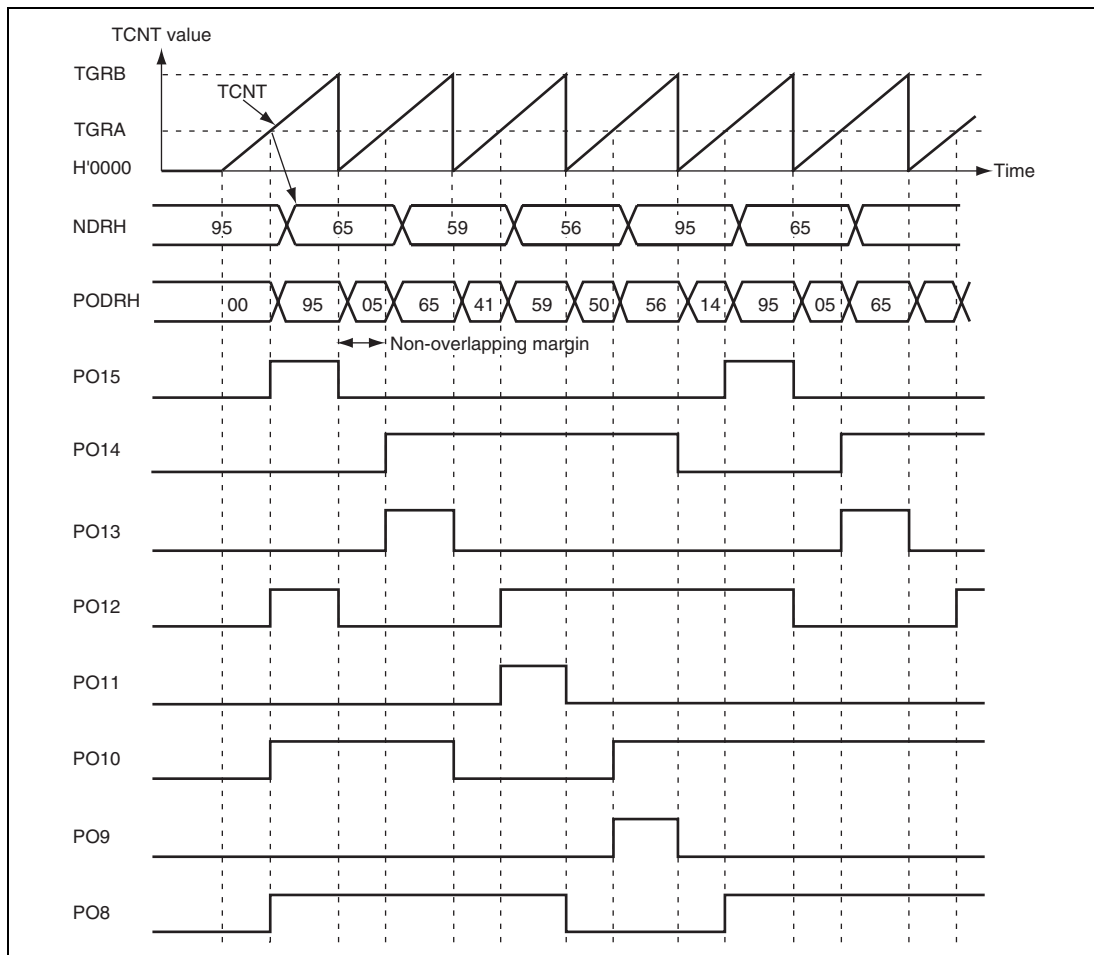 TCNT value
TGRB
TCNT
TGRA
H'0000
Time
NDRH
95 65 59 56 95 65
PODRH
00 95 05 65 41 59 50 56 14 95 05 65
Non-overlapping margin
PO15
PO14
PO13
PO12
PO11
PO10
PO9
PO8